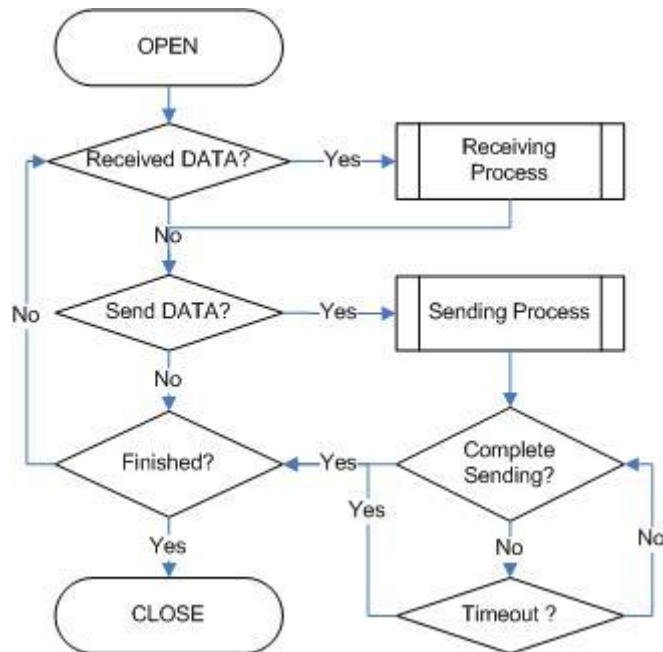 OPEN
Received DATA?
Yes
Receiving
Process
No
Send DATA?
Yes
Sending Process
No
No
Finished?
Yes
Complete
Sending?
Yes
No
No
Yes
CLOSE
Timeout ?